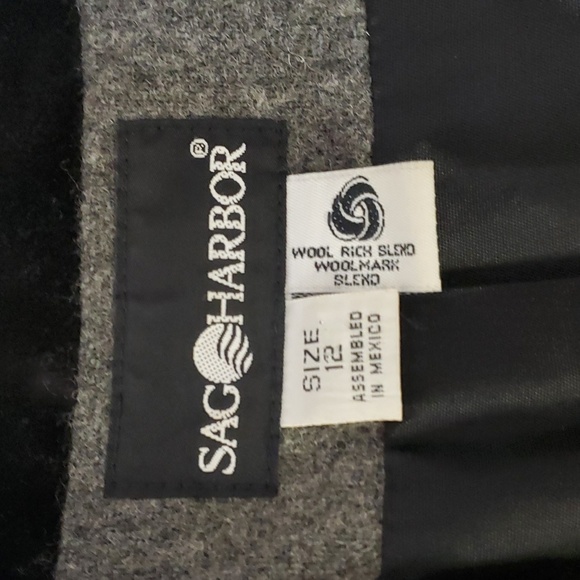 SAG HARBOR®
WOOL RICH BLEND
WOOLMARK
BLEND
SIZE
12
ASSEMBLED
IN MEXICO